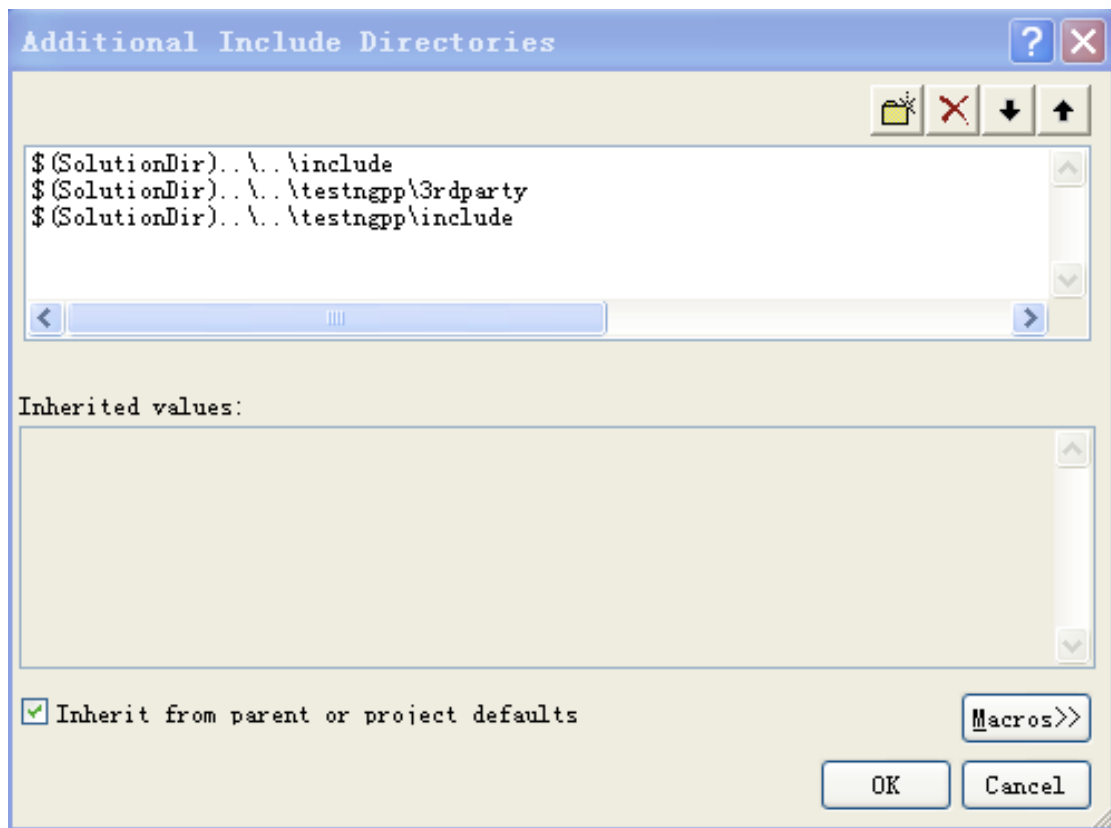 Additional Include Directories
$(SolutionDir)..\..\include
$(SolutionDir)..\..\testngpp\3rdparty
$(SolutionDir)..\..\testngpp\include
Inherited values:
Inherit from parent or project defaults
Macros>>
OK
Cancel